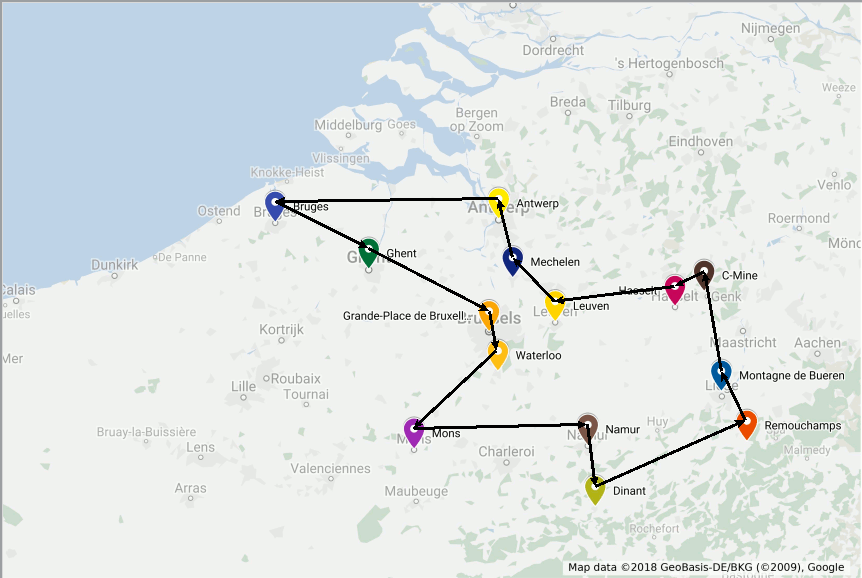 Nijmegen
Dordrecht
's Hertogenbosch
Weeze
Breda
Tilburg
Bergen
op Zoom
Middelburg
Goes
Eindhoven
Vlissingen
Knokke-Heist
Venlo
Ostend
Bruges
Antwerp
Roermond
De Panne
Ghent
Mechelen
Dunkirk
C-Mine
Hasselt
Genk
Calais
Leuven
Grande-Place de Bruxell...
Brussels
Kortrijk
Waterloo
Maastricht
Aachen
Mer
Roubaix
Lille
Tournai
Montagne de Bueren
Liège
Bruay-la-Buissière
Mons
Namur
Huy
Remouchamps
Lens
Charleroi
Malmedy
Valenciennes
Arras
Maubeuge
Dinant
Rochefort
Map data ©2018 GeoBasis-DE/BKG (©2009), Google